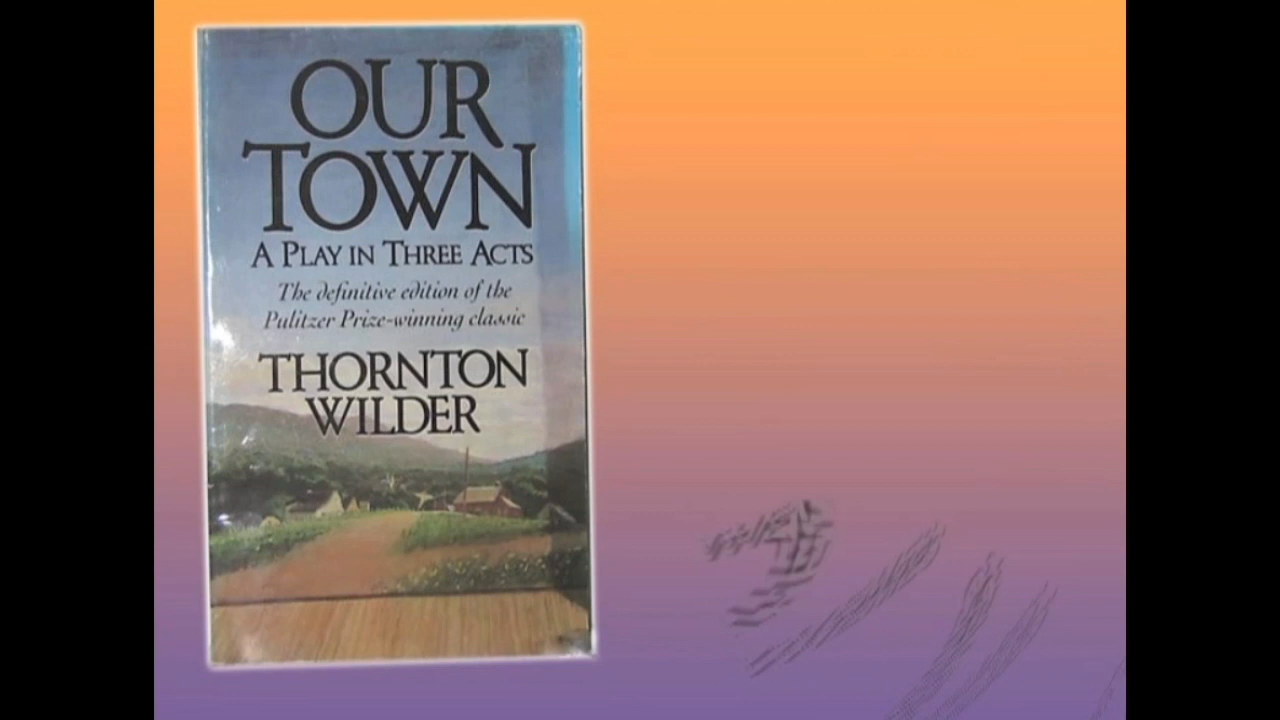 OUR
TOWN
A PLAY IN THREE ACTS
The definitive edition of the
Pulitzer Prize-winning classic
THORNTON
WILDER